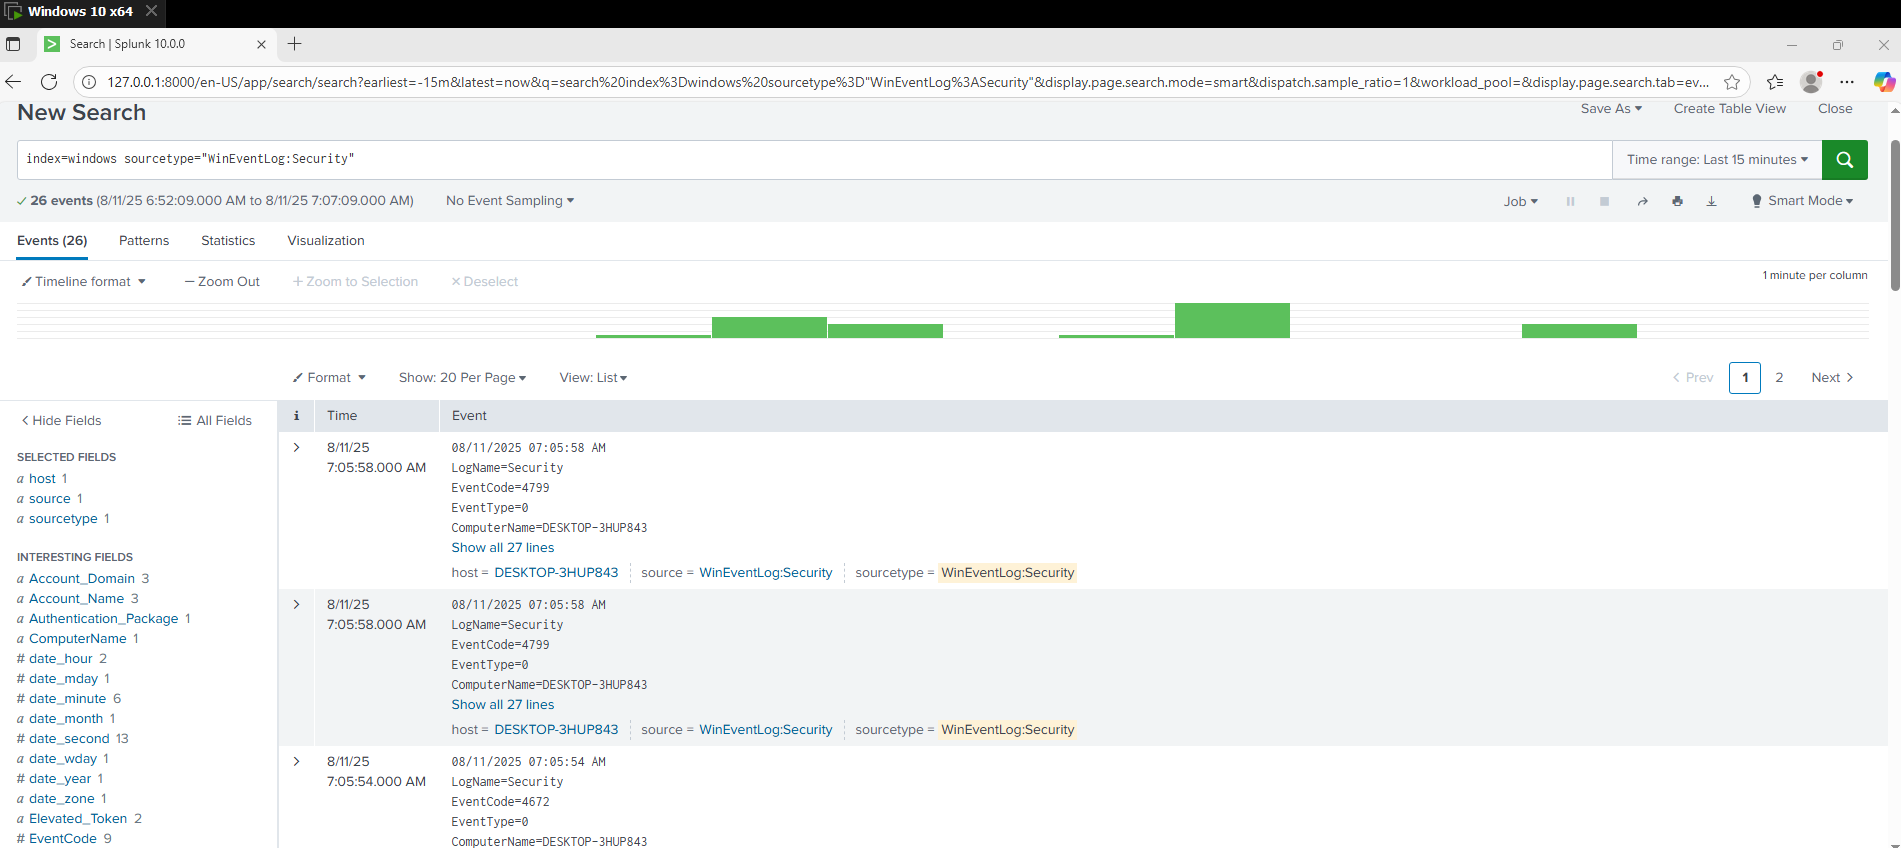 Windows 10 x64
Search | Splunk 10.0.0
127.0.0.1:8000/en-US/app/search/search?earliest=-15m&latest=now&q=search%20index%3Dwindows%20sourcetype%3D"WinEventLog%3ASecurity"&display.page.search.mode=smart&dispatch.sample_ratio=1&workload_pool=&display.page.search.tab=ev...
New Search
Save As
Create Table View
Close
index=windows sourcetype="WinEventLog:Security"
Time range: Last 15 minutes
26 events (8/11/25 6:52:09.000 AM to 8/11/25 7:07:09.000 AM)
No Event Sampling
Job
Smart Mode
Events (26)
Patterns
Statistics
Visualization
Timeline format
Zoom Out
Zoom to Selection
Deselect
1 minute per column
Format
Show: 20 Per Page
View: List
Prev
1
2
Next
Hide Fields
All Fields
SELECTED FIELDS
a host 1
a source 1
a sourcetype 1
INTERESTING FIELDS
a Account_Domain 3
a Account_Name 3
a Authentication_Package 1
a ComputerName 1
# date_hour 2
# date_mday 1
# date_minute 6
a date_month 1
# date_second 13
a date_wday 1
# date_year 1
a date_zone 1
a Elevated_Token 2
# EventCode 9
i
Time
Event
8/11/25
7:05:58.000 AM
08/11/2025 07:05:58 AM
LogName=Security
EventCode=4799
EventType=0
ComputerName=DESKTOP-3HUP843
Show all 27 lines
host = DESKTOP-3HUP843
source = WinEventLog:Security
sourcetype = WinEventLog:Security
8/11/25
7:05:58.000 AM
08/11/2025 07:05:58 AM
LogName=Security
EventCode=4799
EventType=0
ComputerName=DESKTOP-3HUP843
Show all 27 lines
host = DESKTOP-3HUP843
source = WinEventLog:Security
sourcetype = WinEventLog:Security
8/11/25
7:05:54.000 AM
08/11/2025 07:05:54 AM
LogName=Security
EventCode=4672
EventType=0
ComputerName=DESKTOP-3HUP843